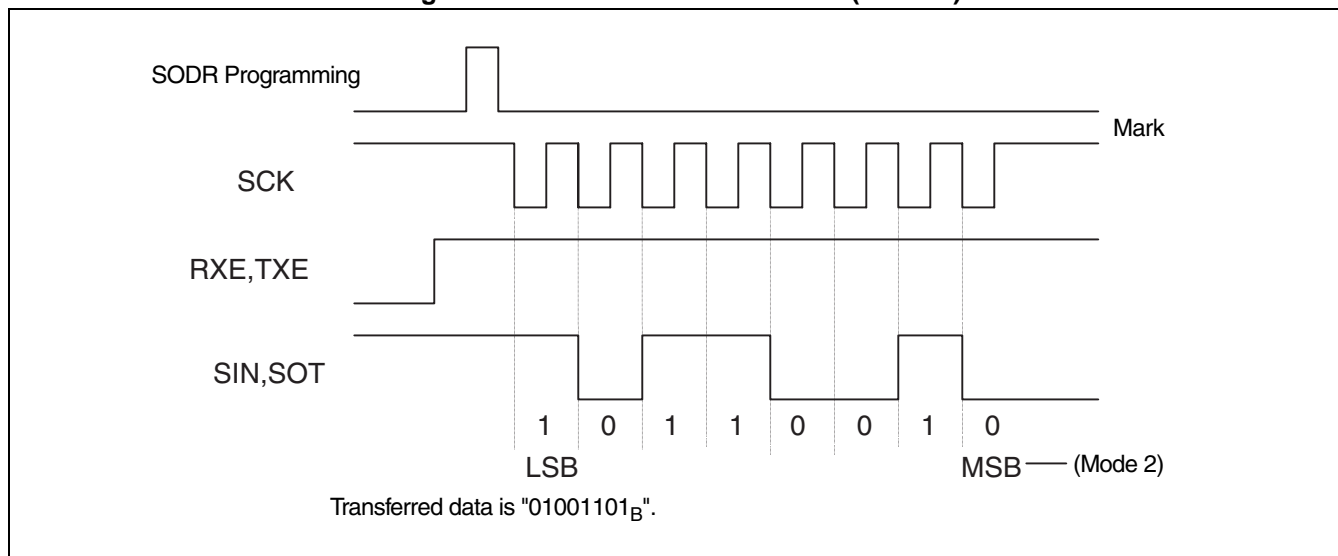 SODR Programming
Mark
SCK
RXE,TXE
SIN,SOT
1 0 1 1 0 0 1 0
LSB MSB (Mode 2)
Transferred data is "01001101B".